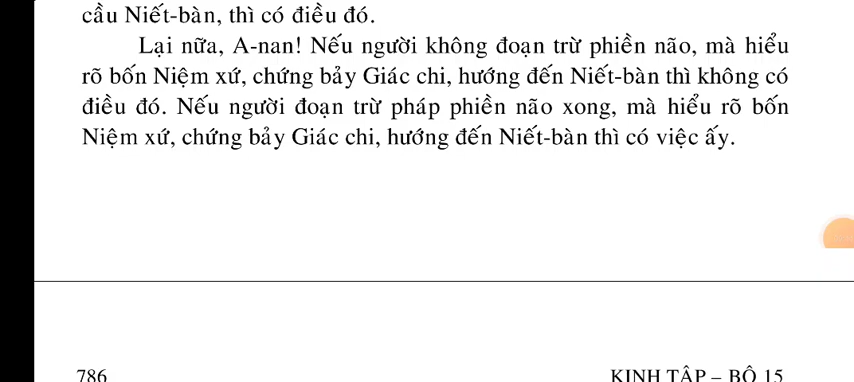 cầu Niết-bàn, thì có điều đó.
Lại nữa, A-nan! Nếu người không đoạn trừ phiền não, mà hiểu
rõ bốn Niệm xứ, chứng bảy Giác chi, hướng đến Niết-bàn thì không có
điều đó. Nếu người đoạn trừ pháp phiền não xong, mà hiểu rõ bốn
Niệm xứ, chứng bảy Giác chi, hướng đến Niết-bàn thì có việc ấy.
786 KINH TẬP – BỘ 15